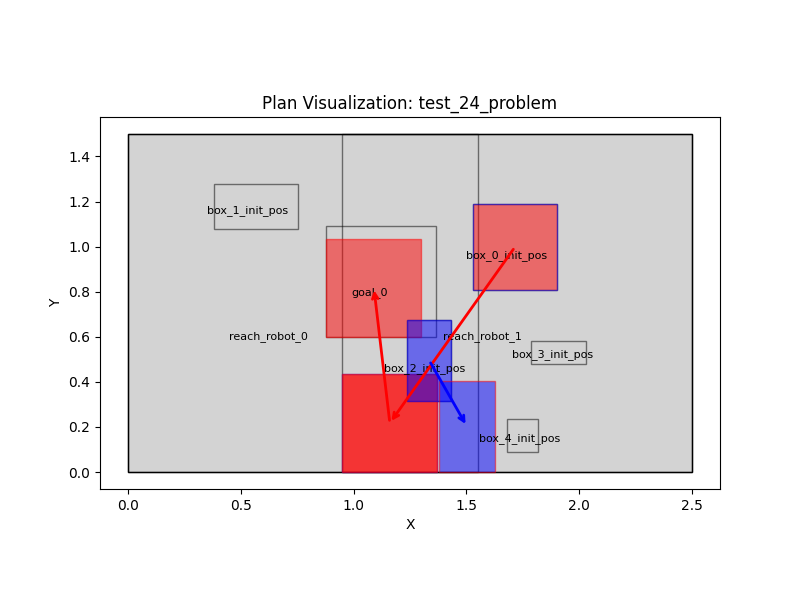 Plan Visualization: test_24_problem
1.4
1.2
1.0
0.8
0.6
0.4
0.2
0.0
Y
box_1_init_pos
box_0_init_pos
goal_0
reach_robot_0
reach_robot_1
box_3_init_pos
box_2_init_pos
box_4_init_pos
0.0
0.5
1.0
1.5
2.0
2.5
X